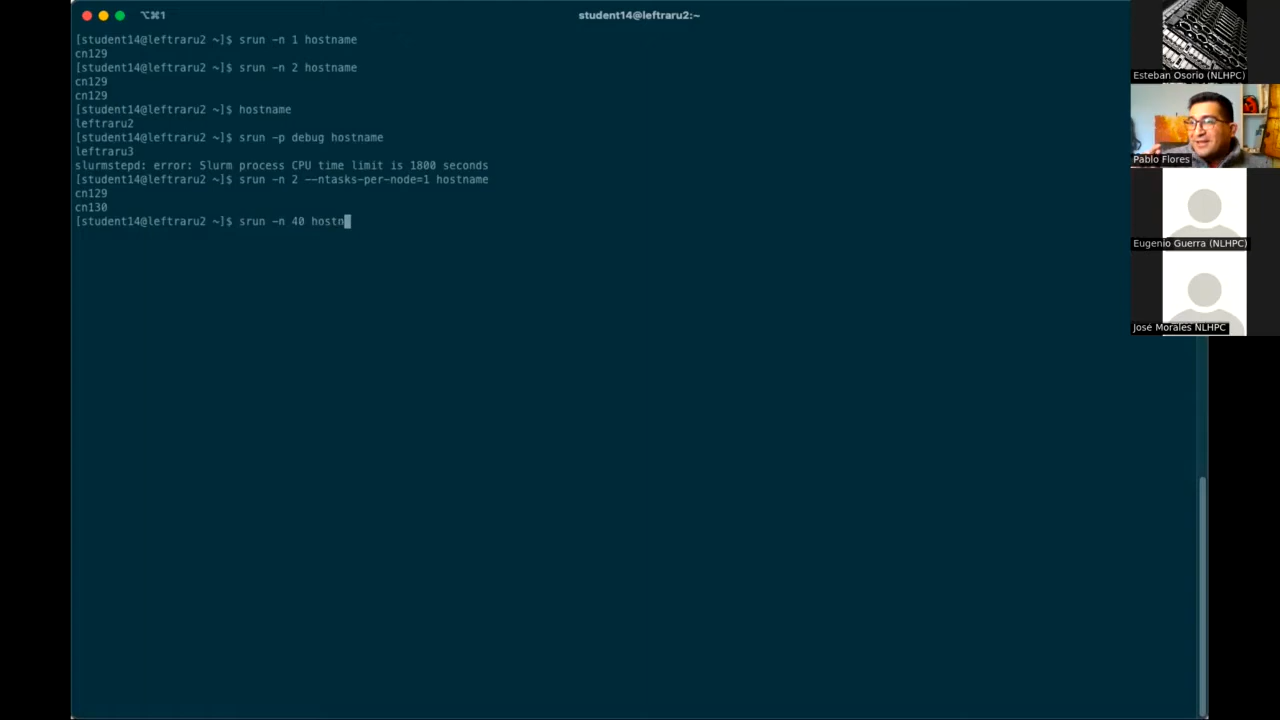 ⌥⌘1
student14@leftraru2:~
[student14@leftraru2 ~]$ srun -n 1 hostname
cn129
[student14@leftraru2 ~]$ srun -n 2 hostname
cn129
cn129
[student14@leftraru2 ~]$ hostname
leftraru2
[student14@leftraru2 ~]$ srun -p debug hostname
leftraru3
slurmstepd: error: Slurm process CPU time limit is 1800 seconds
[student14@leftraru2 ~]$ srun -n 2 --ntasks-per-node=1 hostname
cn129
cn130
[student14@leftraru2 ~]$ srun -n 40 hostn
Esteban Osorio (NLHPC)
Pablo Flores
Eugenio Guerra (NLHPC)
José Morales NLHPC